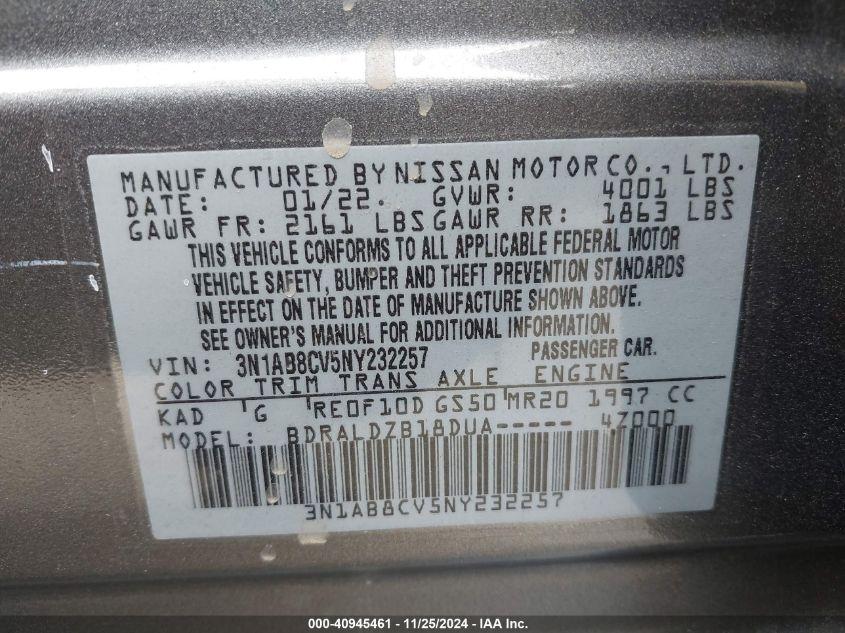 MANUFACTURED BY NISSAN MOTOR CO., LTD.
DATE: 01/22 GVWR: 4001 LBS
GAWR FR: 2161 LBS GAWR RR: 1863 LBS
THIS VEHICLE CONFORMS TO ALL APPLICABLE FEDERAL MOTOR
VEHICLE SAFETY, BUMPER AND THEFT PREVENTION STANDARDS
IN EFFECT ON THE DATE OF MANUFACTURE SHOWN ABOVE.
SEE OWNER'S MANUAL FOR ADDITIONAL INFORMATION.
VIN: 3N1AB8CV5NY232257 PASSENGER CAR.
COLOR TRIM TRANS AXLE ENGINE
KAD G RE0F10D GS50 MR20 1997 CC
MODEL: BDRALDZB18DUA----- 4Z000
3N1AB8CV5NY232257
000-40945461 - 11/25/2024 - IAA Inc.